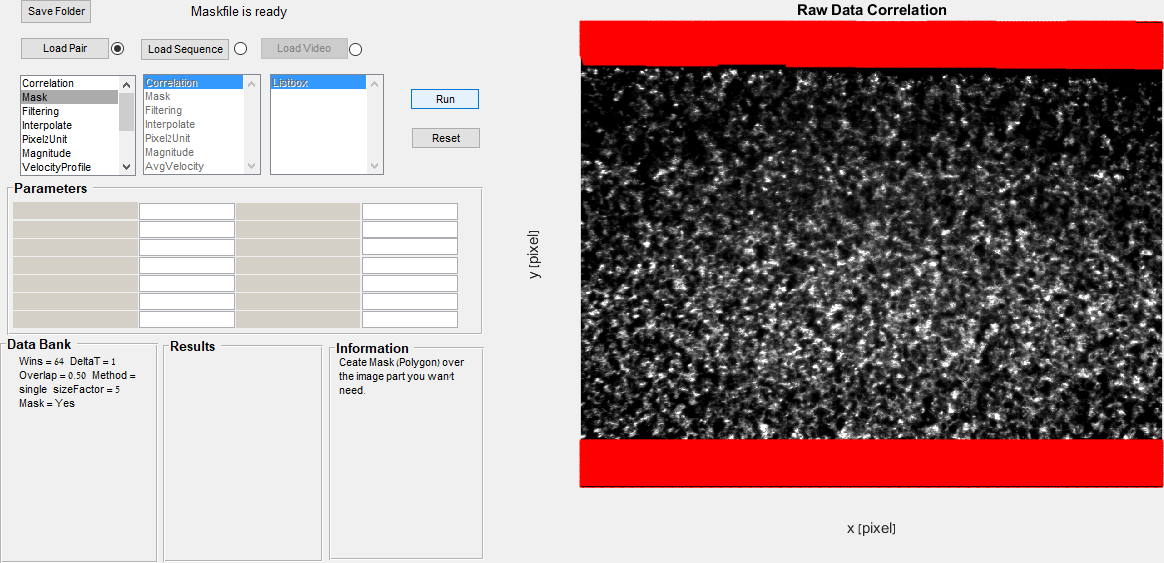 Save Folder
Maskfile is ready
Load Pair
Load Sequence
Load Video
Correlation
Mask
Filtering
Interpolate
Pixel2Unit
Magnitude
VelocityProfile
Correlation
Mask
Filtering
Interpolate
Pixel2Unit
Magnitude
AvgVelocity
Listbox
Run
Reset
Parameters
Data Bank
Wins = 64 DeltaT = 1
Overlap = 0.50 Method =
single sizeFactor = 5
Mask = Yes
Results
Information
Ceate Mask (Polygon) over
the image part you want
need.
Raw Data Correlation
y [pixel]
x [pixel]